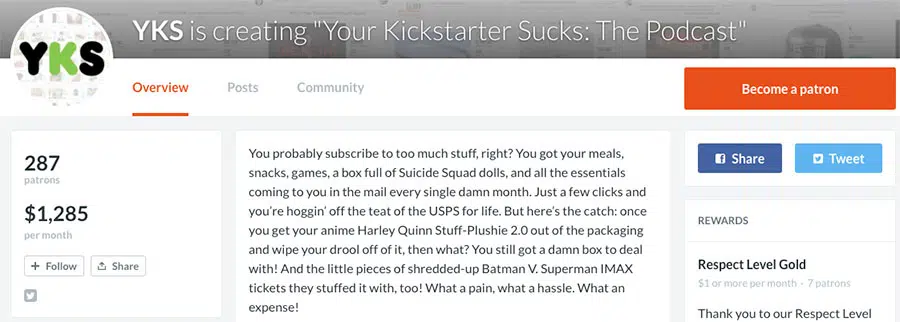 YKS is creating "Your Kickstarter Sucks: The Podcast"
YKS
Overview
Posts
Community
Become a patron
287
patrons
$1,285
per month
+ Follow
Share
You probably subscribe to too much stuff, right? You got your meals,
snacks, games, a box full of Suicide Squad dolls, and all the essentials
coming to you in the mail every single damn month. Just a few clicks and
you're hoggin' off the teat of the USPS for life. But here's the catch: once
you get your anime Harley Quinn Stuff-Plushie 2.0 out of the packaging
and wipe your drool off of it, then what? You still got a damn box to deal
with! And the little pieces of shredded-up Batman V. Superman IMAX
tickets they stuffed it with, too! What a pain, what a hassle. What an
expense!
Share
Tweet
REWARDS
Respect Level Gold
$1 or more per month · 7 patrons
Thank you to our Respect Level